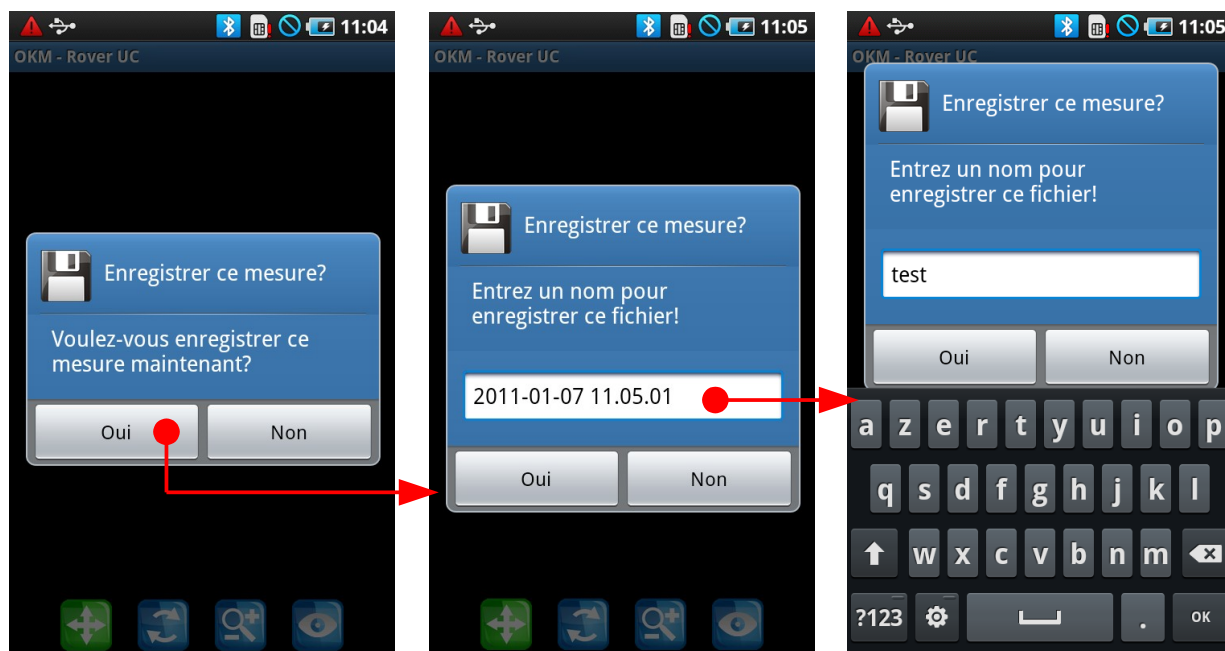 11:04
OKM - Rover UC
Enregistrer ce mesure?
Voulez-vous enregistrer ce
mesure maintenant?
Oui Non
11:05
OKM - Rover UC
Enregistrer ce mesure?
Entrez un nom pour
enregistrer ce fichier!
2011-01-07 11.05.01
Oui Non
11:05
OKM - Rover UC
Enregistrer ce mesure?
Entrez un nom pour
enregistrer ce fichier!
test
Oui Non
a z e r t y u i o p
q s d f g h j k l
w x c v b n m
?123 . OK